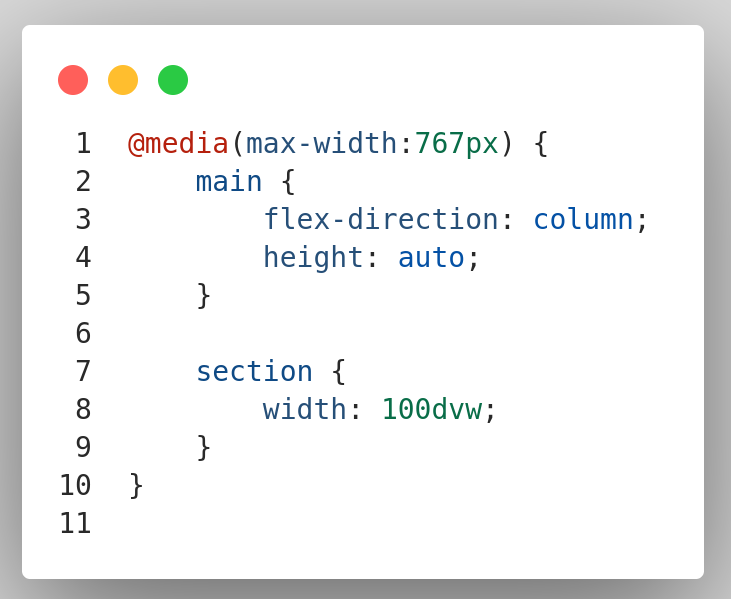 1 @media(max-width:767px) {
2     main {
3         flex-direction: column;
4         height: auto;
5     }
6
7     section {
8         width: 100dvw;
9     }
10 }
11